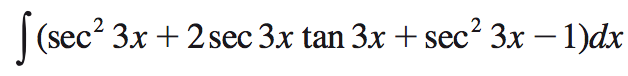 ∫(sec² 3x + 2 sec 3x tan 3x + sec² 3x − 1)dx